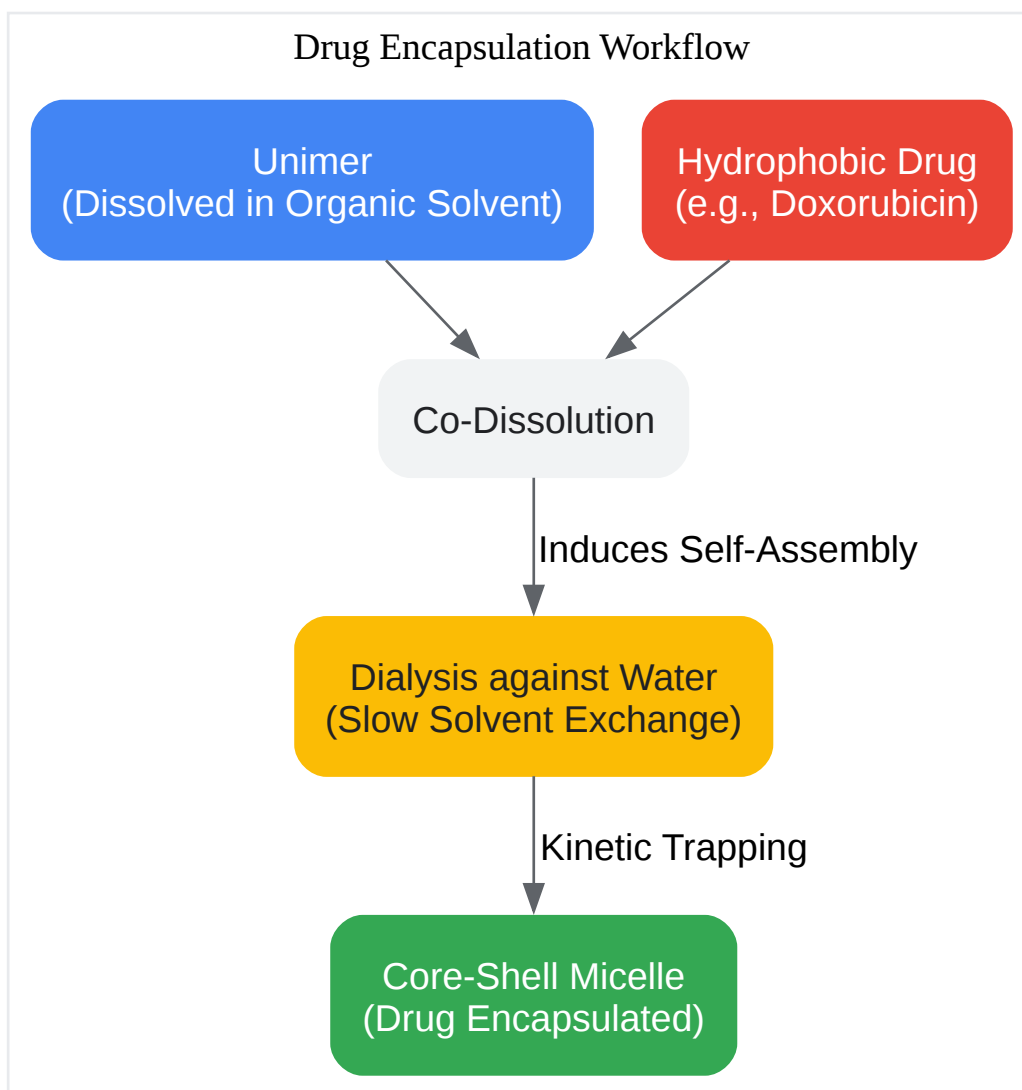 Drug Encapsulation Workflow
Unimer
(Dissolved in Organic Solvent)
Hydrophobic Drug
(e.g., Doxorubicin)
Co-Dissolution
Induces Self-Assembly
Dialysis against Water
(Slow Solvent Exchange)
Kinetic Trapping
Core-Shell Micelle
(Drug Encapsulated)